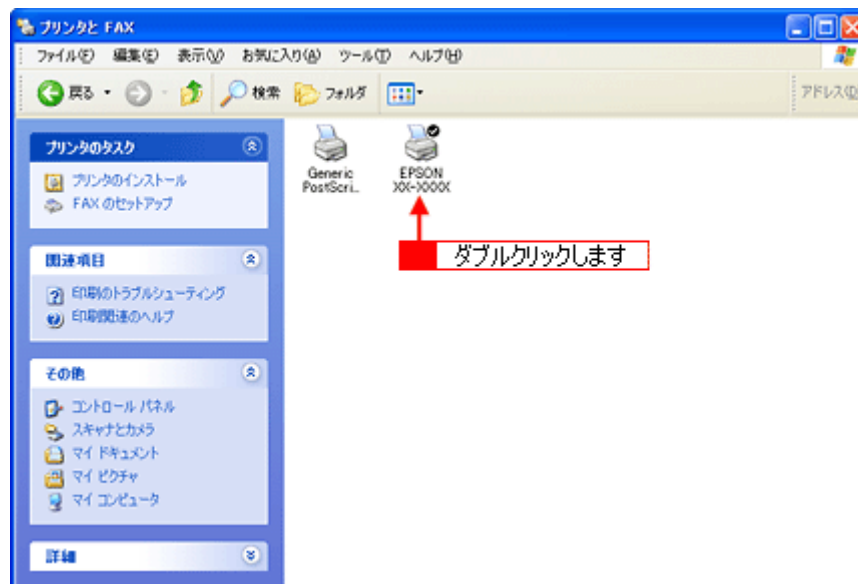 プリンタと FAX
ファイル(F) 編集(E) 表示(V) お気に入り(A) ツール(T) ヘルプ(H)
戻る 検索 フォルダ アドレス(D
プリンタのタスク
プリンタのインストール
FAX のセットアップ
関連項目
印刷のトラブルシューティング
印刷関連のヘルプ
その他
コントロール パネル
スキャナとカメラ
マイ ドキュメント
マイ ピクチャ
マイ コンピュータ
詳細
Generic
PostScri...
EPSON
XX-XXXX
ダブルクリックします